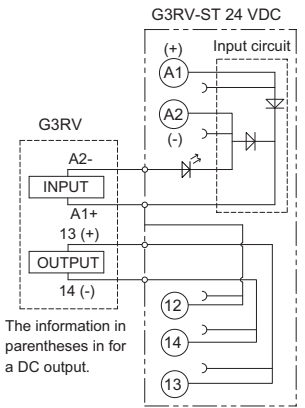 G3RV-ST 24 VDC
(+)
Input circuit
A1
A2
(-)
G3RV
A2-
INPUT
A1+
13 (+)
OUTPUT
14 (-)
12
14
13
The information in
parentheses in for
a DC output.